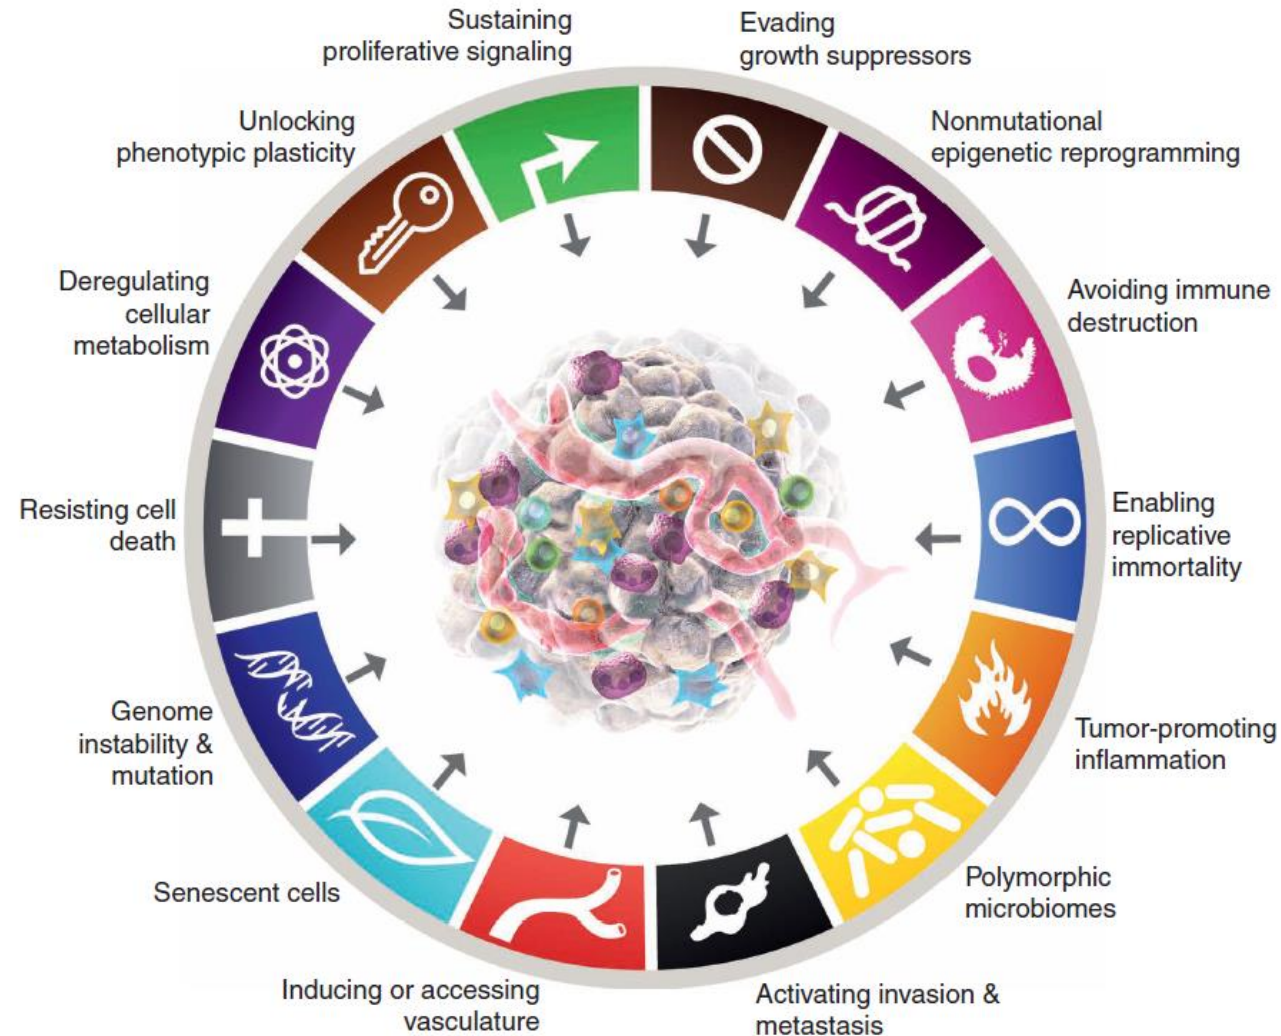 Sustaining
proliferative signaling
Evading
growth suppressors
Nonmutational
epigenetic reprogramming
Avoiding immune
destruction
Enabling
replicative
immortality
Tumor-promoting
inflammation
Polymorphic
microbiomes
Activating invasion &
metastasis
Inducing or accessing
vasculature
Senescent cells
Genome
instability &
mutation
Resisting cell
death
Deregulating
cellular
metabolism
Unlocking
phenotypic plasticity